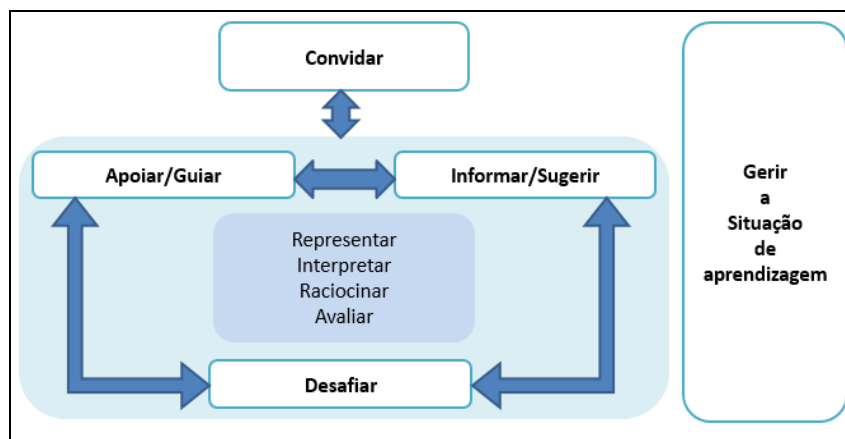 Convidar
Apoiar/Guiar
Informar/Sugerir
Representar
Interpretar
Raciocinar
Avaliar
Desafiar
Gerir
a
Situação
de
aprendizagem